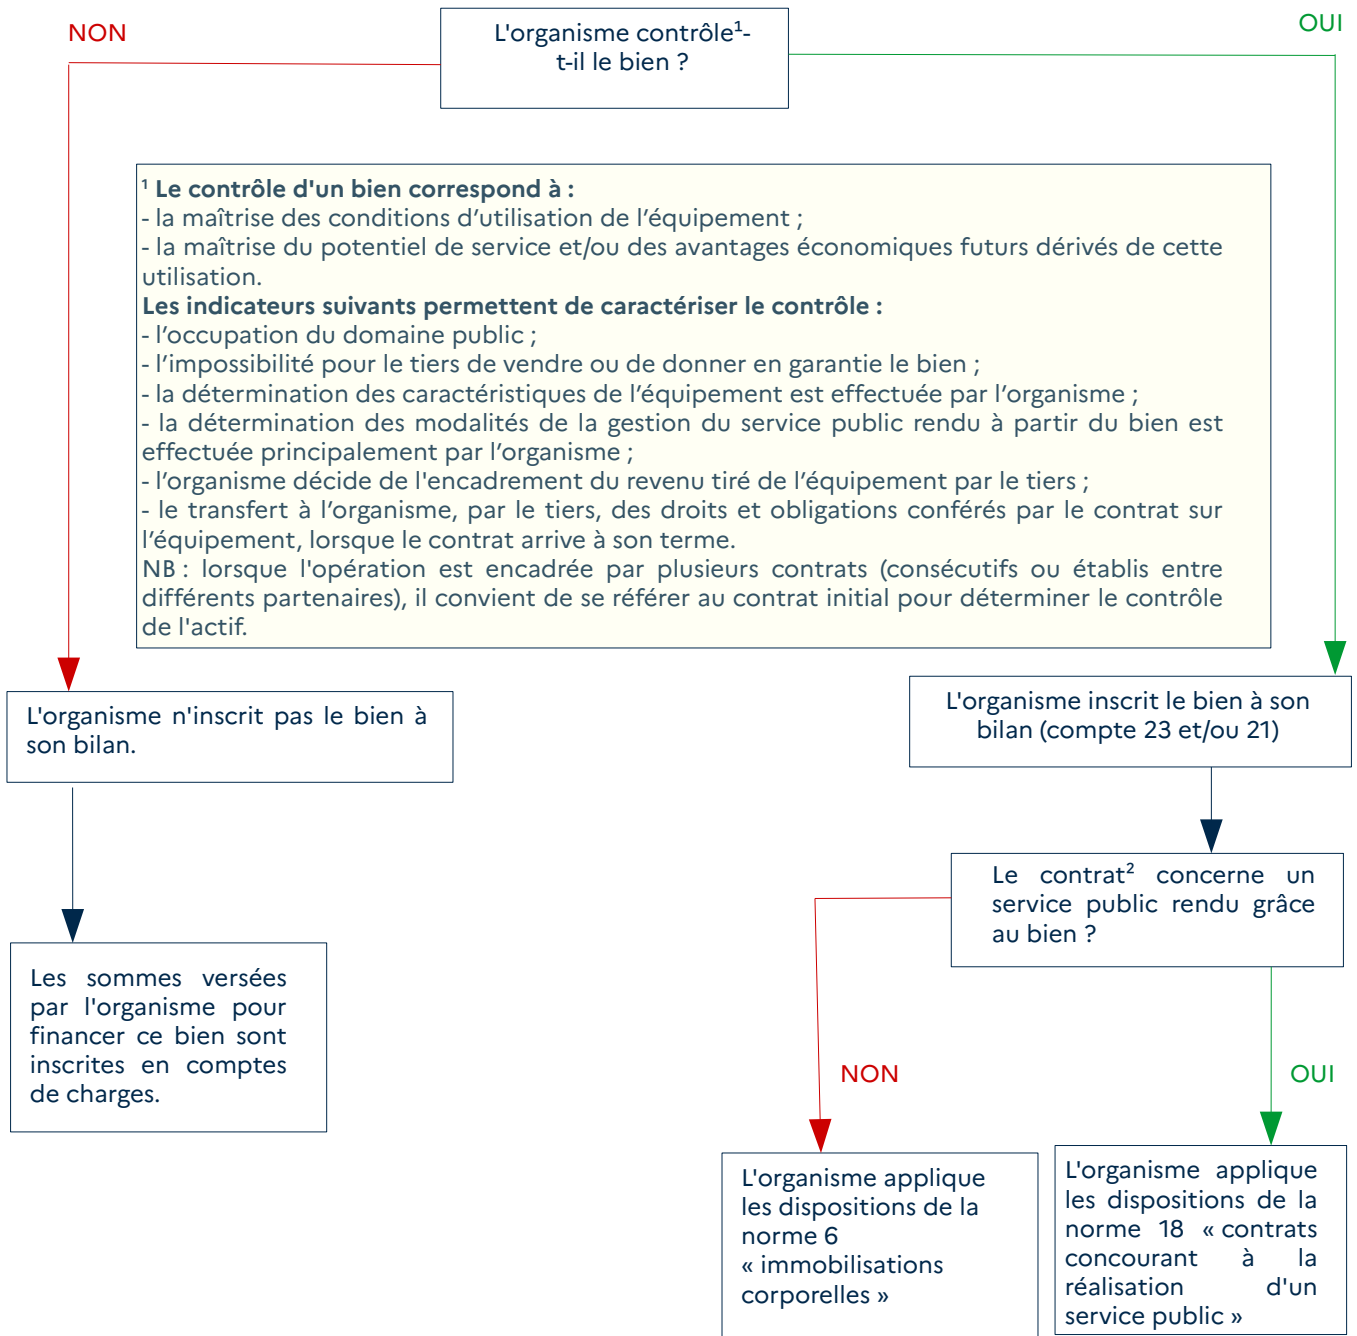 NON
L'organisme contrôle¹-
t-il le bien ?
OUI
¹ Le contrôle d'un bien correspond à :
- la maîtrise des conditions d’utilisation de l’équipement ;
- la maîtrise du potentiel de service et/ou des avantages économiques futurs dérivés de cette
utilisation.
Les indicateurs suivants permettent de caractériser le contrôle :
- l’occupation du domaine public ;
- l’impossibilité pour le tiers de vendre ou de donner en garantie le bien ;
- la détermination des caractéristiques de l’équipement est effectuée par l’organisme ;
- la détermination des modalités de la gestion du service public rendu à partir du bien est
effectuée principalement par l’organisme ;
- l’organisme décide de l'encadrement du revenu tiré de l’équipement par le tiers ;
- le transfert à l’organisme, par le tiers, des droits et obligations conférés par le contrat sur
l’équipement, lorsque le contrat arrive à son terme.
NB : lorsque l'opération est encadrée par plusieurs contrats (consécutifs ou établis entre
différents partenaires), il convient de se référer au contrat initial pour déterminer le contrôle
de l'actif.
L'organisme n'inscrit pas le bien à
son bilan.
L'organisme inscrit le bien à son
bilan (compte 23 et/ou 21)
Le contrat² concerne un
service public rendu grâce
au bien ?
Les sommes versées
par l'organisme pour
financer ce bien sont
inscrites en comptes
de charges.
NON
OUI
L'organisme applique
les dispositions de la
norme 6
« immobilisations
corporelles »
L'organisme applique
les dispositions de la
norme 18 « contrats
concourant à la
réalisation d'un
service public »